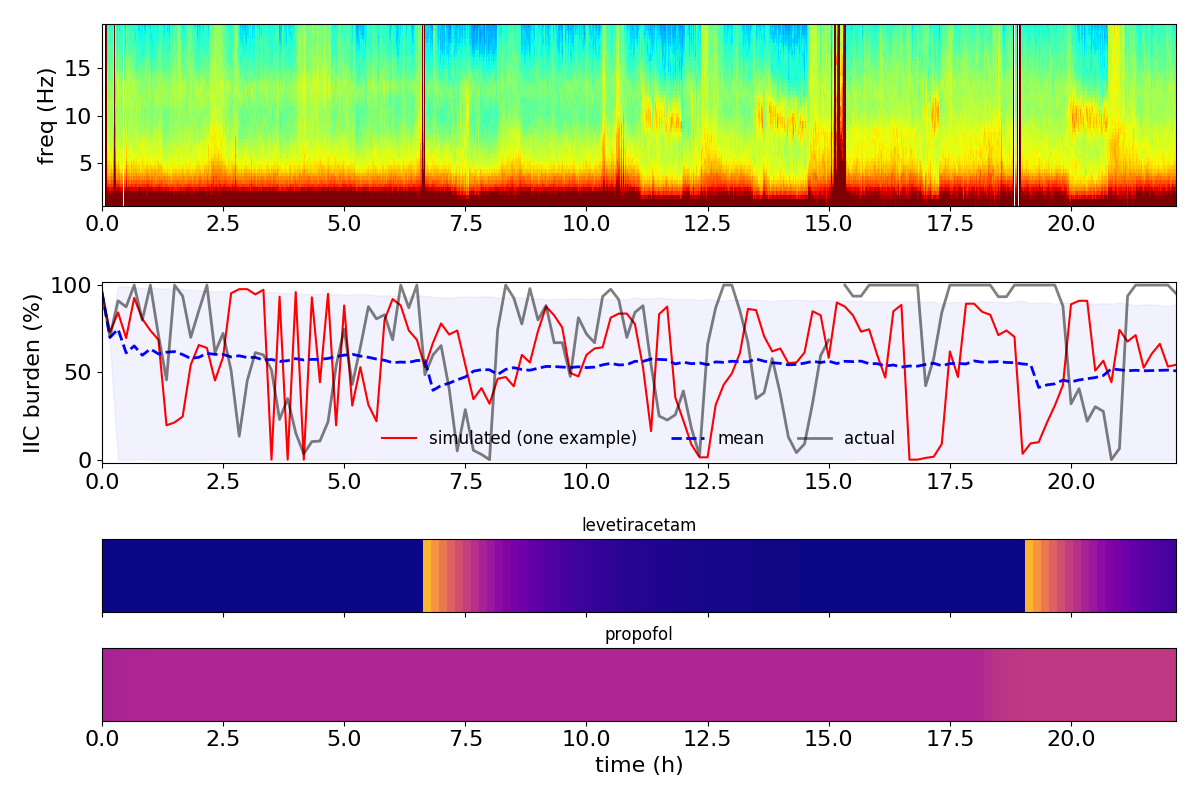 freq (Hz)
15
10
5
0.0 2.5 5.0 7.5 10.0 12.5 15.0 17.5 20.0
IIC burden (%)
100
50
0
simulated (one example) mean actual
0.0 2.5 5.0 7.5 10.0 12.5 15.0 17.5 20.0
levetiracetam
propofol
0.0 2.5 5.0 7.5 10.0 12.5 15.0 17.5 20.0
time (h)